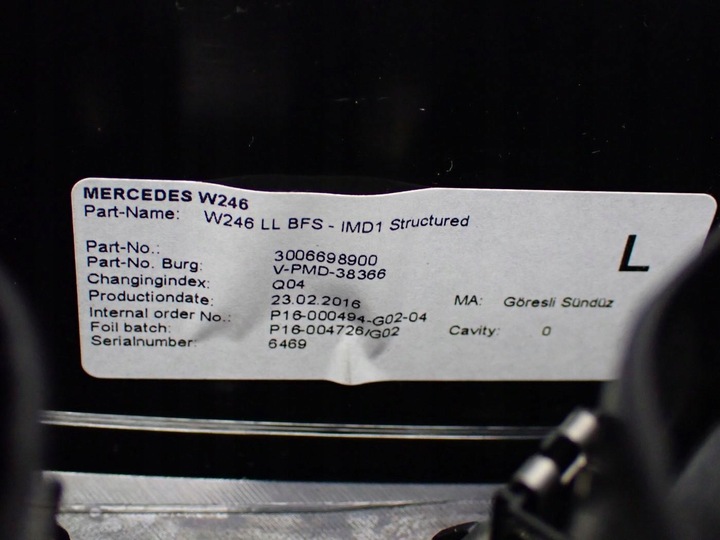 MERCEDES W246
Part-Name: W246 LL BFS - IMD1 Structured
L
Part-No.: 3006698900
Part-No. Burg: V-PMD-38366
Changingindex: Q04
Productiondate: 23.02.2016 MA: Göresli Sündüz
Internal order No.: P16-000494-G02-04
Foil batch: P16-004726/G02 Cavity: 0
Serialnumber: 6469